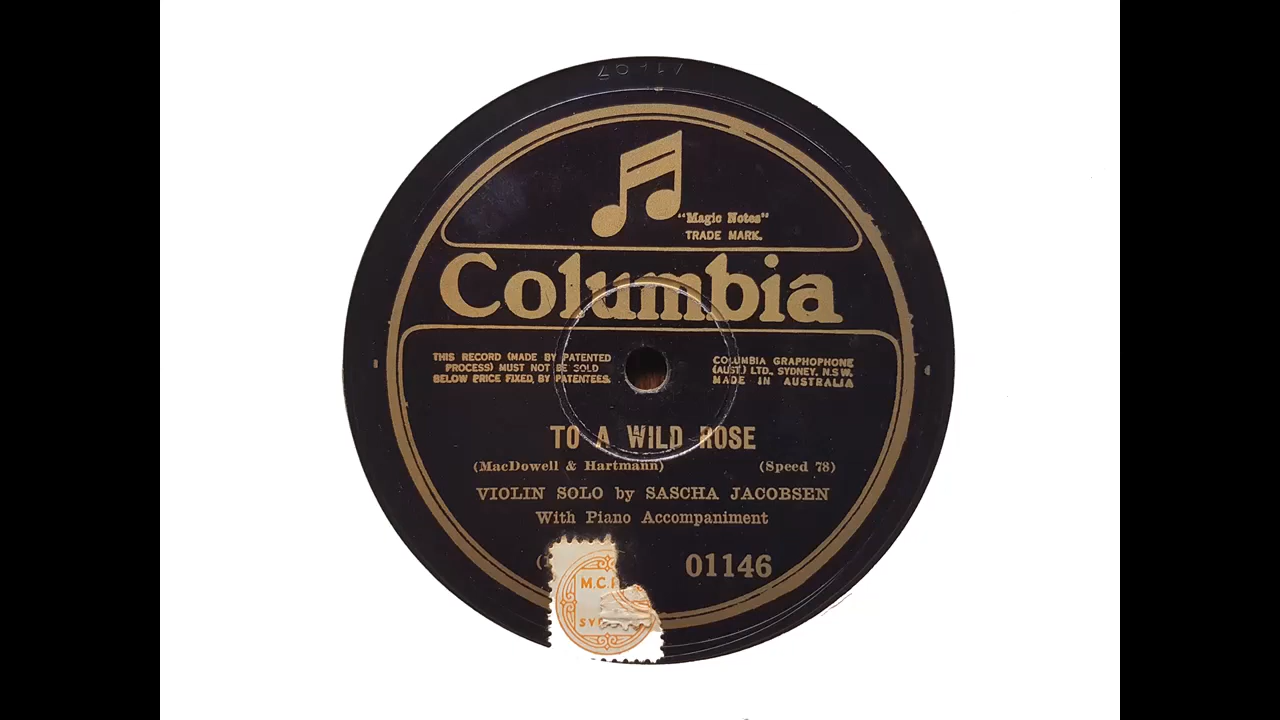 "Magic Notes"
TRADE MARK.
Columbia
THIS RECORD (MADE BY PATENTED
PROCESS) MUST NOT BE SOLD
BELOW PRICE FIXED, BY PATENTEES.
COLUMBIA GRAPHOPHONE
(AUST.) LTD., SYDNEY, N.S.W.
MADE IN AUSTRALIA
TO A WILD ROSE
(MacDowell & Hartmann) (Speed 78)
VIOLIN SOLO by SASCHA JACOBSEN
With Piano Accompaniment
01146